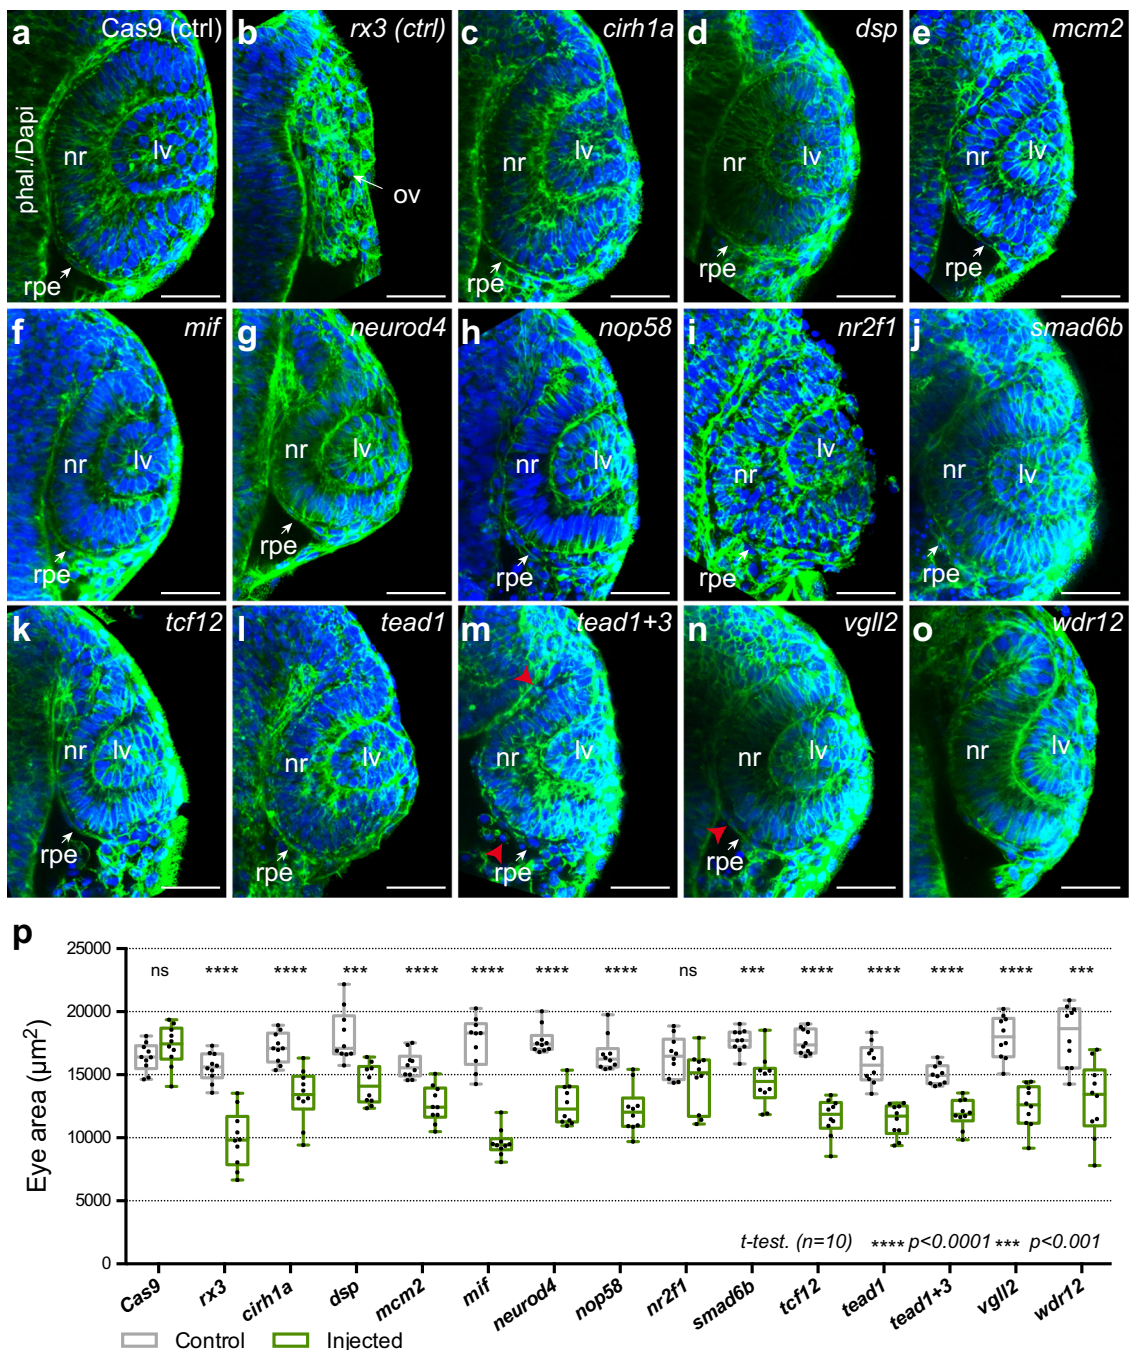 a Cas9 (ctrl)
phal./Dapi
nr
lv
rpe
b rx3 (ctrl)
ov
c cirh1a
nr
lv
rpe
d dsp
nr
lv
rpe
e mcm2
nr
lv
rpe
f mif
nr
lv
rpe
g neurod4
nr
lv
rpe
h nop58
nr
lv
rpe
i nr2f1
nr
lv
rpe
j smad6b
nr
lv
rpe
k tcf12
nr
lv
rpe
l tead1
nr
lv
rpe
m tead1+3
nr
lv
rpe
n vgll2
nr
lv
rpe
o wdr12
nr
lv
p
Eye area (µm²)
25000
20000
15000
10000
5000
0
ns **** **** *** **** **** **** **** ns *** **** **** **** **** ***
t-test. (n=10) **** p<0.0001 *** p<0.001
Cas9 rx3 cirh1a dsp mcm2 mif neurod4 nop58 nr2f1 smad6b tcf12 tead1 tead1+3 vgll2 wdr12
Control Injected